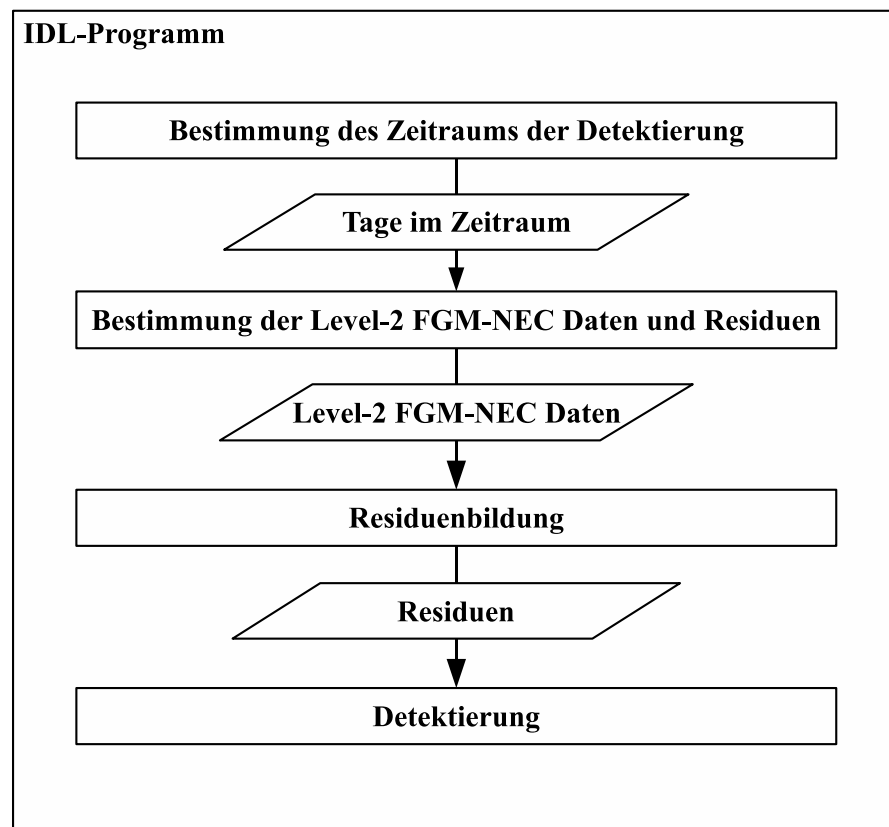 IDL-Programm
Bestimmung des Zeitraums der Detektierung
Tage im Zeitraum
Bestimmung der Level-2 FGM-NEC Daten und Residuen
Level-2 FGM-NEC Daten
Residuenbildung
Residuen
Detektierung